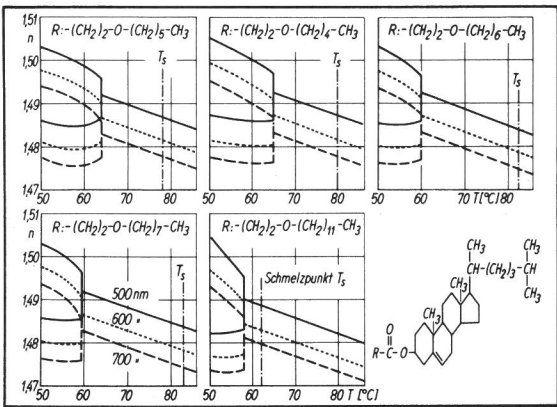 1,51
n
1,50
1,49
1,48
1,47
50 60 70 80
R:-(CH₂)₂-O-(CH₂)₅-CH₃
Tₛ
50 60 70 80
R:-(CH₂)₂-O-(CH₂)₄-CH₃
Tₛ
50 60 70 T[°C] 80
R:-(CH₂)₂-O-(CH₂)₆-CH₃
Tₛ
1,51
n
1,50
1,49
1,48
1,47
50 60 70 80
R:-(CH₂)₂-O-(CH₂)₇-CH₃
Tₛ
500 nm
600 "
700 "
50 60 70 80 T [°C]
R:-(CH₂)₂-O-(CH₂)₁₁-CH₃
Schmelzpunkt Tₛ
CH₃
CH-(CH₂)₃-CH
CH₃
CH₃
CH₃
CH₃
O
R-C-O